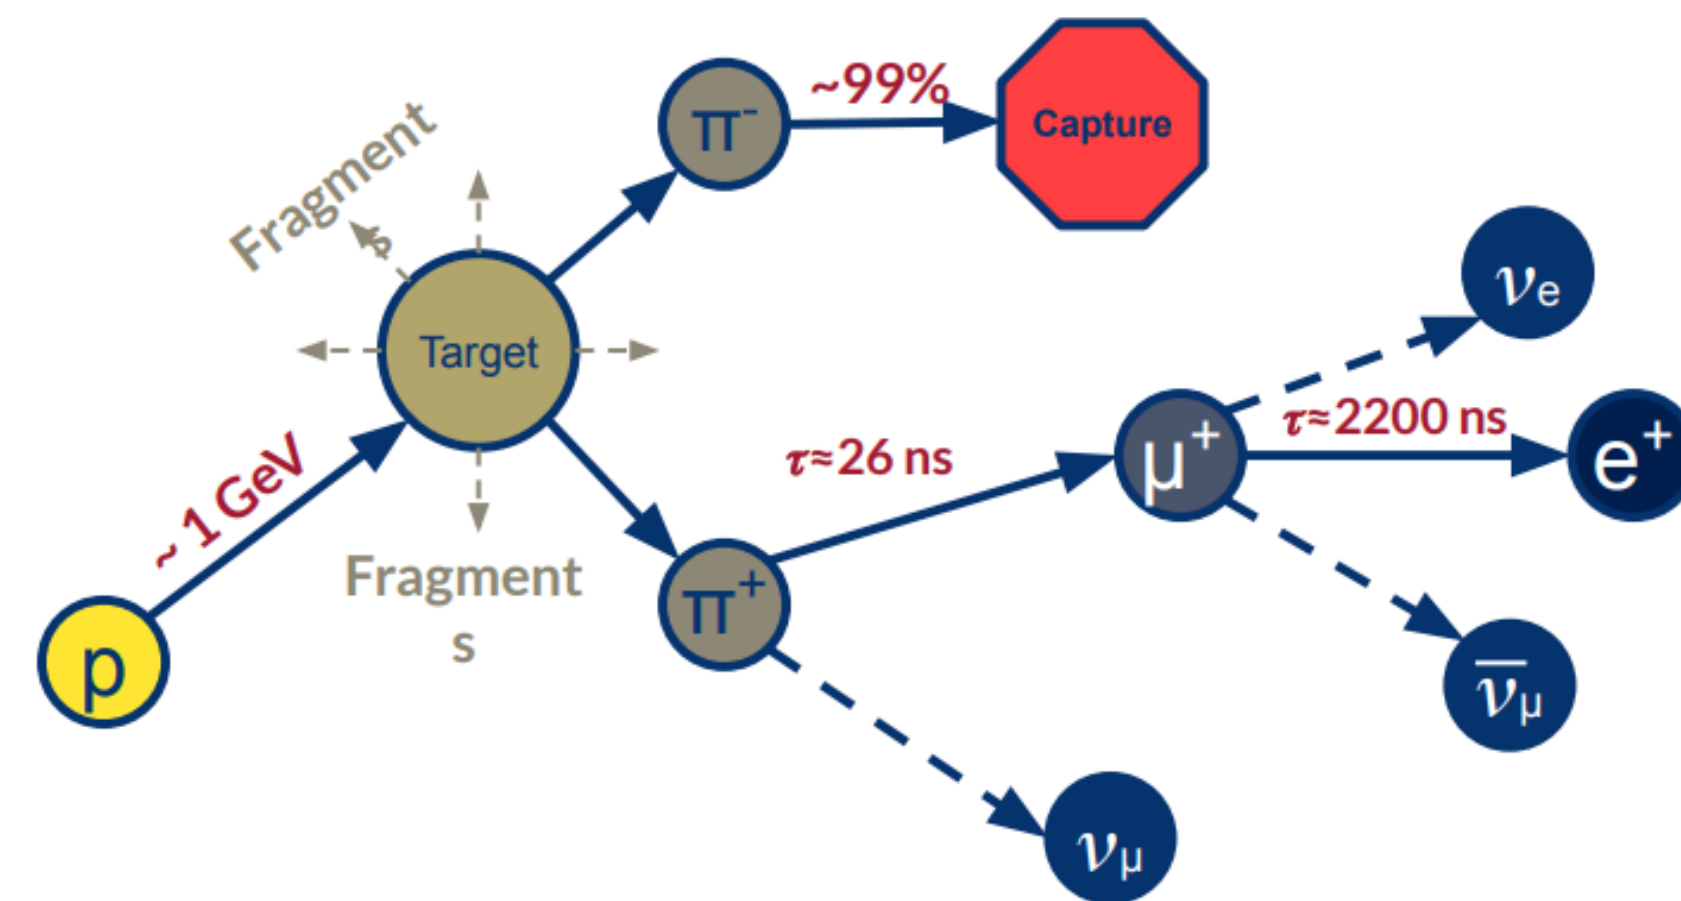 π⁻
~99%
Capture
Fragment
s
Target
νe
τ≈2200 ns
e⁺
μ⁺
τ≈26 ns
~ 1 GeV
Fragment
s
π⁺
p
ν̅μ
νμ